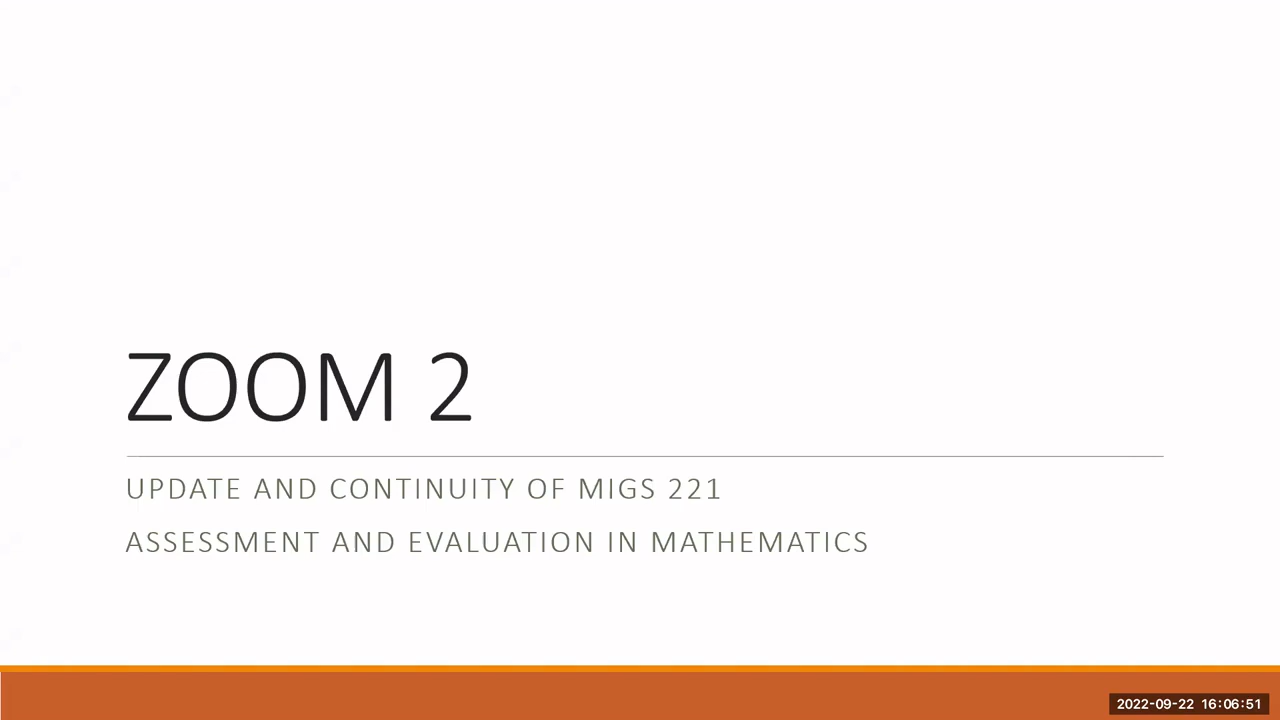 ZOOM 2
UPDATE AND CONTINUITY OF MIGS 221
ASSESSMENT AND EVALUATION IN MATHEMATICS
2022-09-22 16:06:51